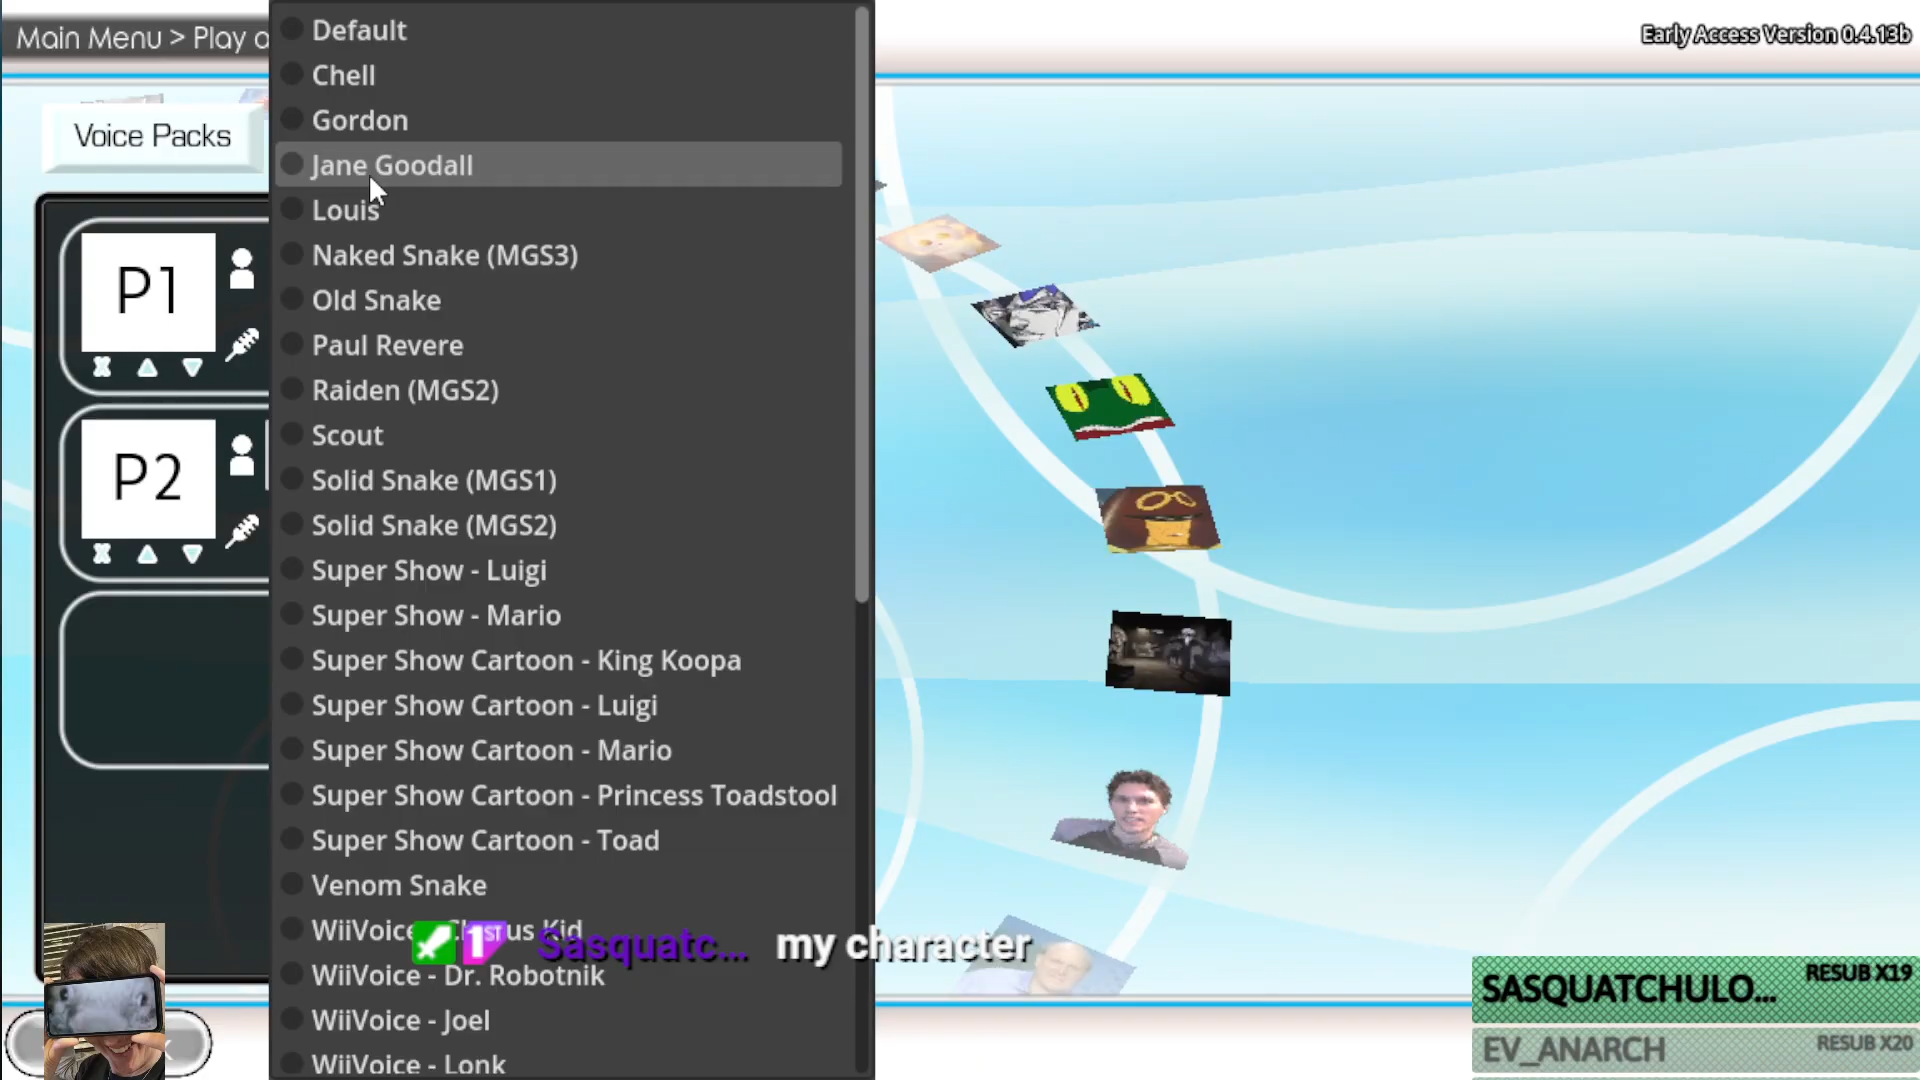 Main Menu > Play o
Early Access Version 0.4.13b
Voice Packs
P1
P2
Default
Chell
Gordon
Jane Goodall
Louis
Naked Snake (MGS3)
Old Snake
Paul Revere
Raiden (MGS2)
Scout
Solid Snake (MGS1)
Solid Snake (MGS2)
Super Show - Luigi
Super Show - Mario
Super Show Cartoon - King Koopa
Super Show Cartoon - Luigi
Super Show Cartoon - Mario
Super Show Cartoon - Princess Toadstool
Super Show Cartoon - Toad
Venom Snake
WiiVoice Kid
1ST Sasquatc... my character
WiiVoice - Dr. Robotnik
WiiVoice - Joel
WiiVoice - Lonk
SASQUATCHULO... RESUB X19
EV_ANARCH RESUB X20